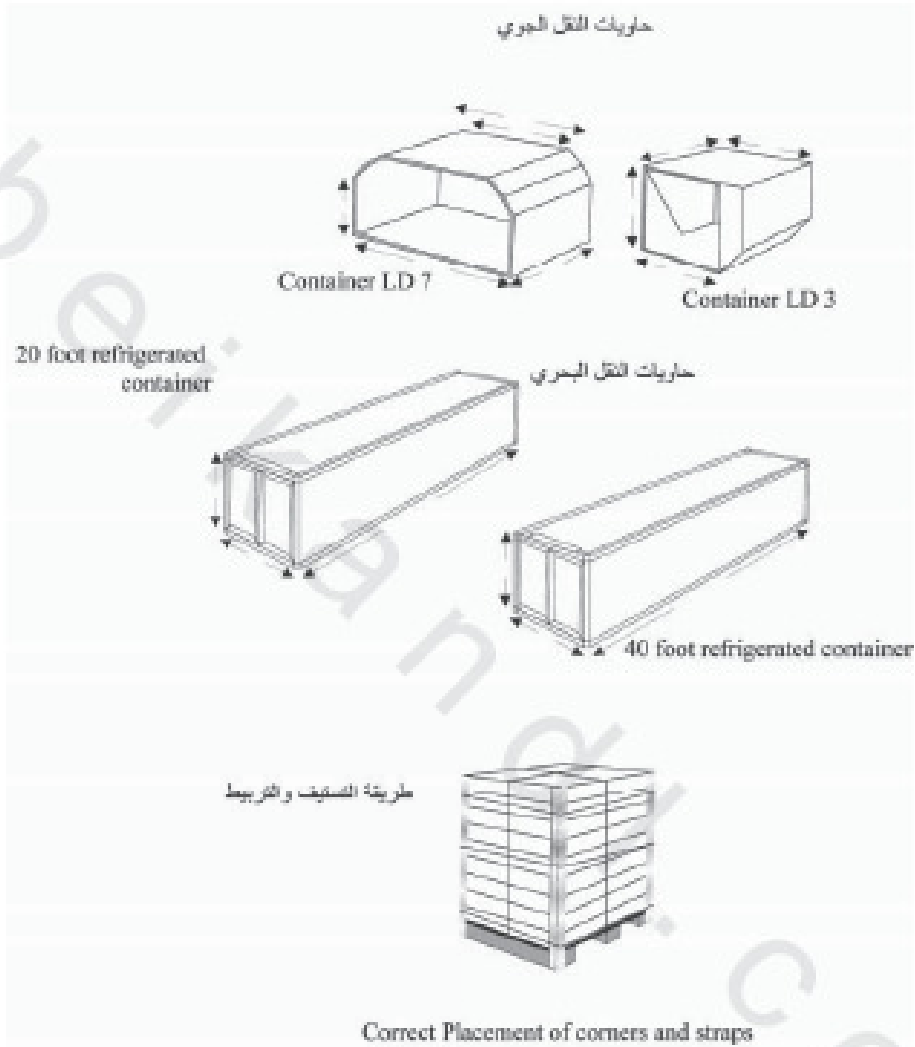 حاويات النقل الجوي
Container LD 7
Container LD 3
20 foot refrigerated
container
حاويات النقل البحري
40 foot refrigerated container
طريقة التستيف والتربيط
Correct Placement of corners and straps